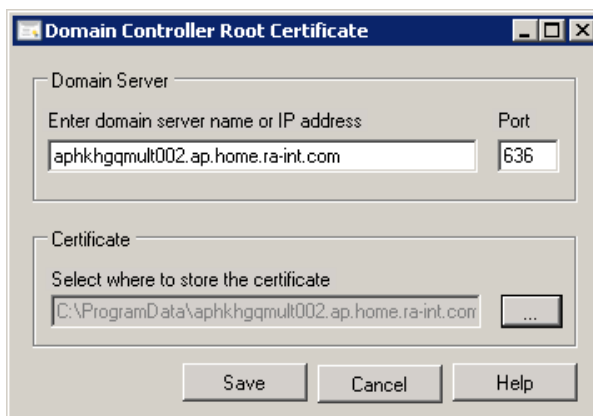 Domain Controller Root Certificate
Domain Server
Enter domain server name or IP address Port
aphkhgqmult002.ap.home.ra-int.com 636
Certificate
Select where to store the certificate
C:\ProgramData\aphkhgqmult002.ap.home.ra-int.com ...
Save Cancel Help